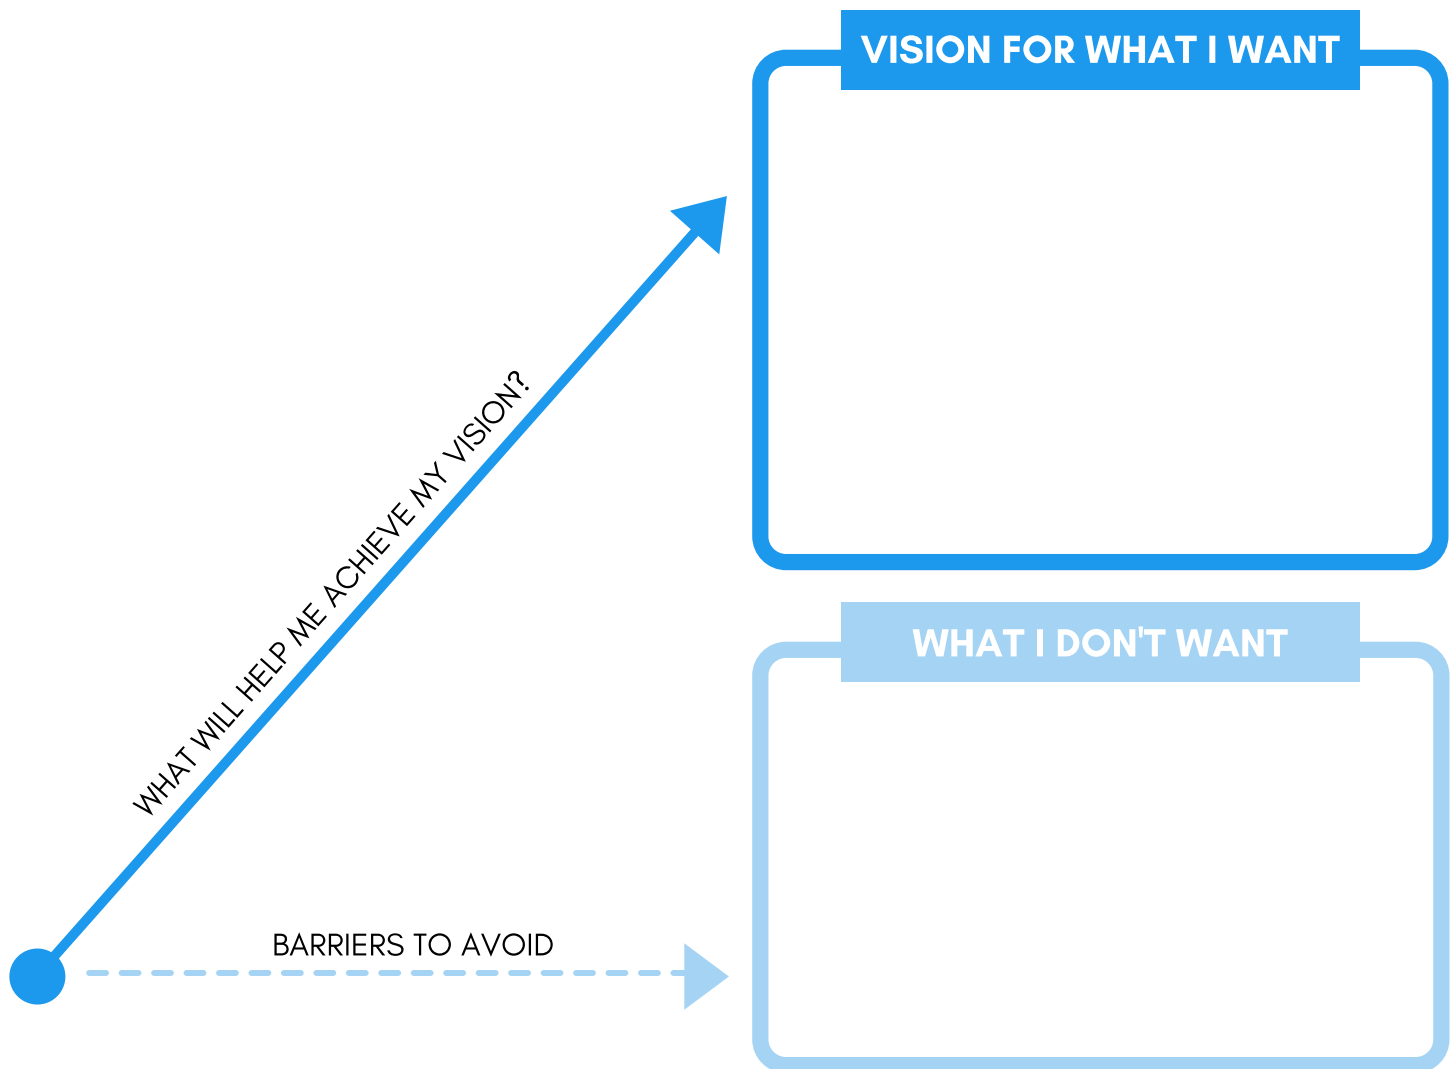 VISION FOR WHAT I WANT
WHAT WILL HELP ME ACHIEVE MY VISION?
WHAT I DON'T WANT
BARRIERS TO AVOID